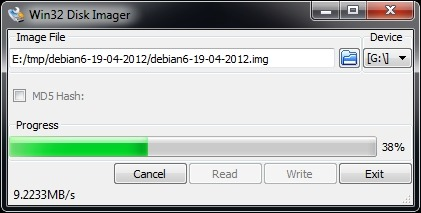 Win32 Disk Imager
Image File
Device
E:/tmp/debian6-19-04-2012/debian6-19-04-2012.img
[G:\]
MD5 Hash:
Progress
38%
Cancel
Read
Write
Exit
9.2233MB/s